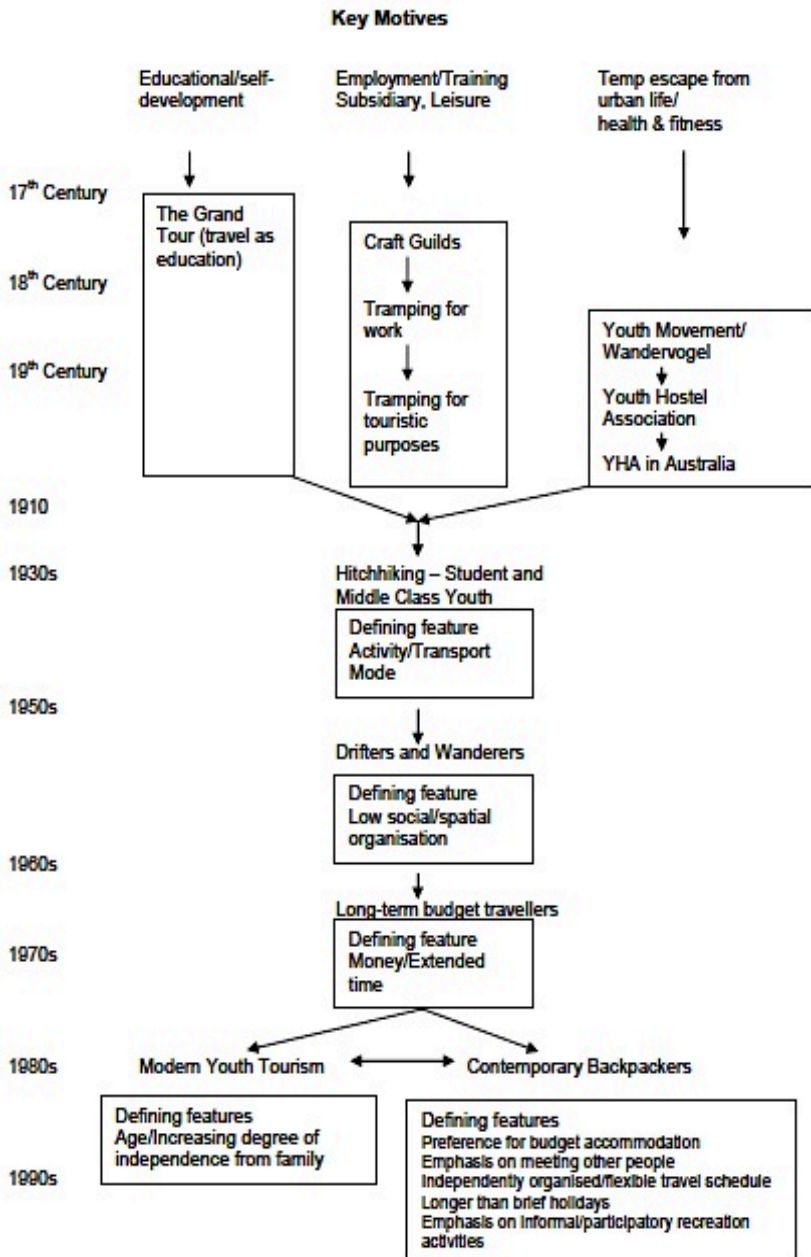 Key Motives
Educational/self-
development
Employment/Training
Subsidiary, Leisure
Temp escape from
urban life/
health & fitness
17th Century
The Grand
Tour (travel as
education)
Craft Guilds
18th Century
Tramping for
work
Youth Movement/
Wandervogel
19th Century
Tramping for
touristic
purposes
Youth Hostel
Association
YHA in Australia
1910
1930s
Hitchhiking – Student and
Middle Class Youth
Defining feature
Activity/Transport
Mode
1950s
Drifters and Wanderers
Defining feature
Low social/spatial
organisation
1960s
Long-term budget travellers
Defining feature
Money/Extended
time
1970s
1980s
Modern Youth Tourism
Contemporary Backpackers
Defining features
Age/Increasing degree of
independence from family
Defining features
Preference for budget accommodation
Emphasis on meeting other people
Independently organised/flexible travel schedule
Longer than brief holidays
Emphasis on informal/participatory recreation
activities
1990s